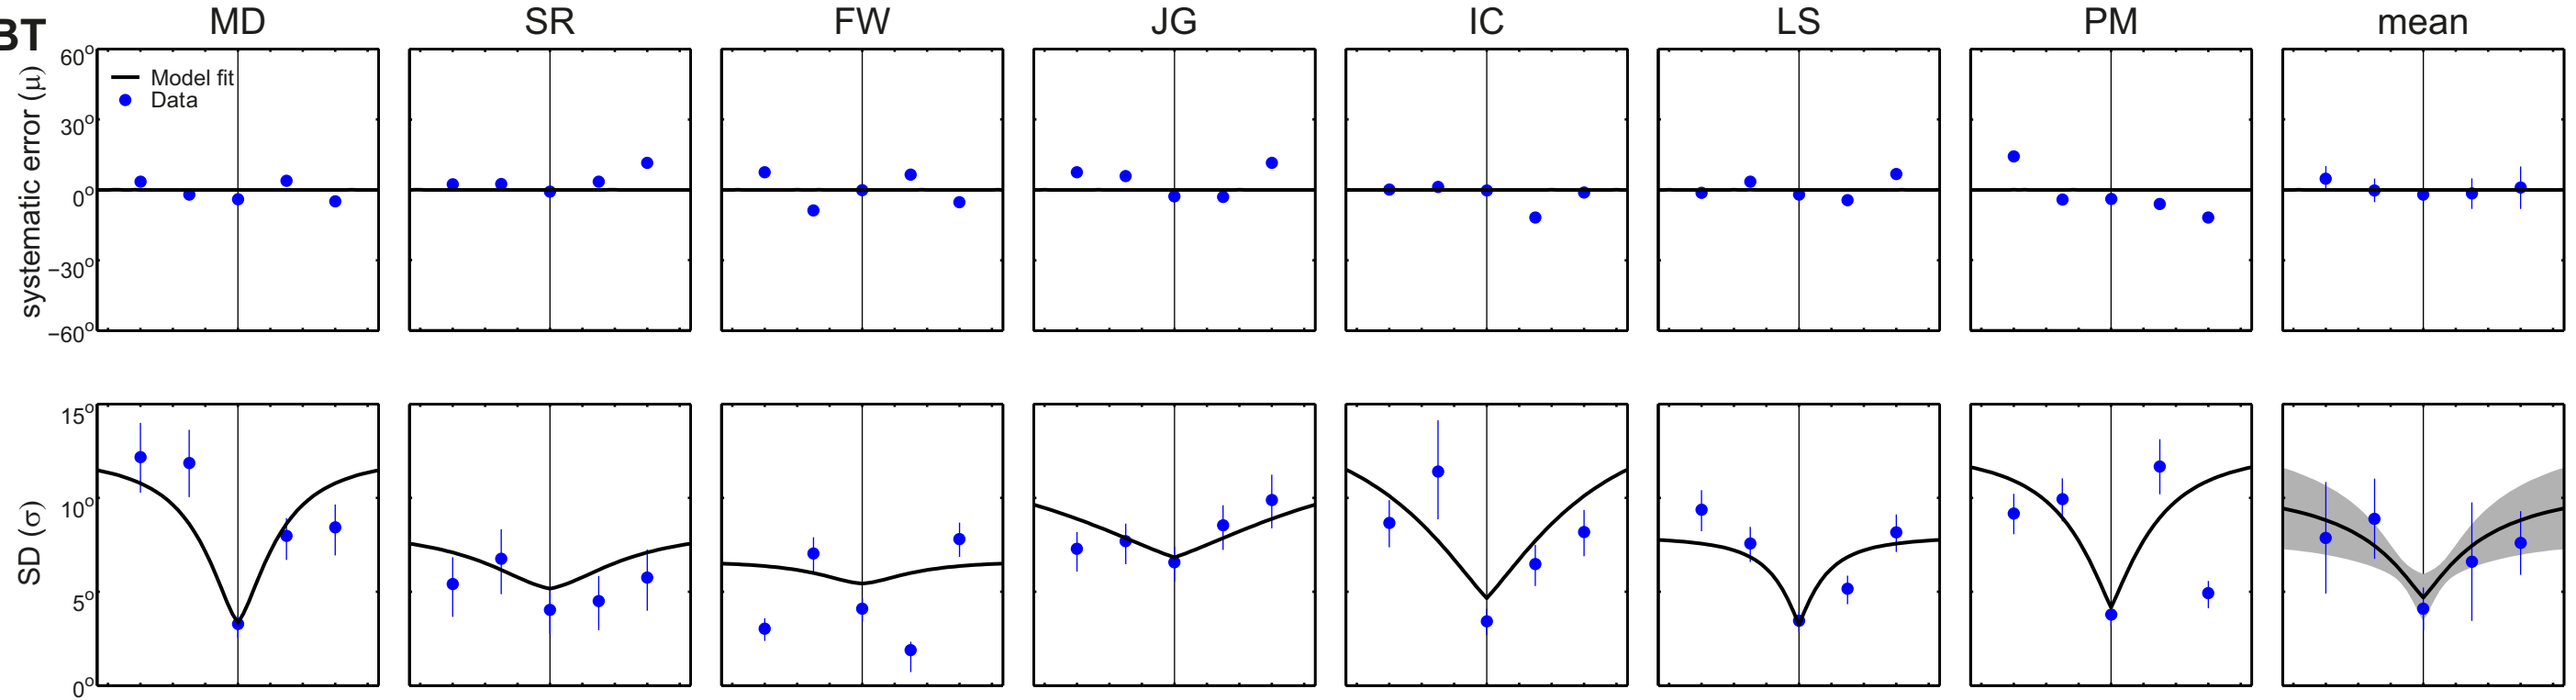 BT
MD SR FW JG IC LS PM mean
systematic error (μ)
60°
30°
0°
−30°
−60°
Model fit
Data
SD (σ)
15°
10°
5°
0°